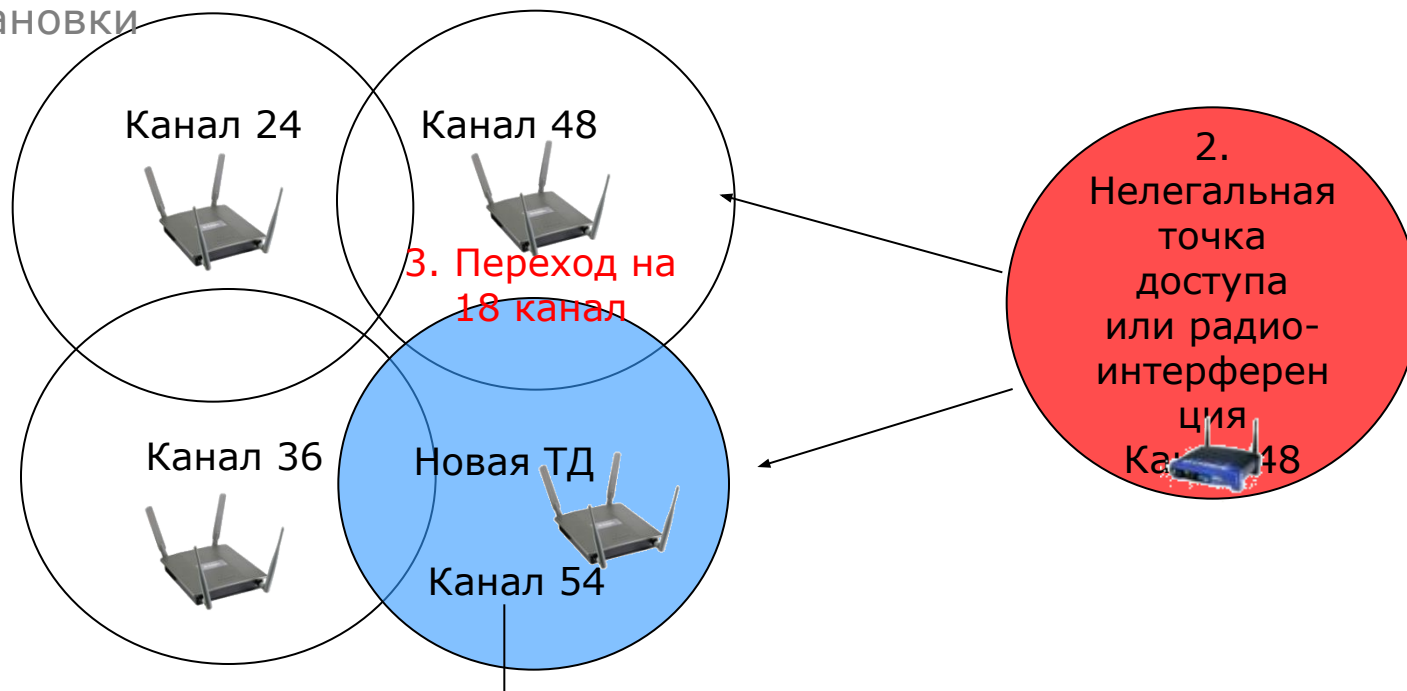 ановки
Канал 24
Канал 48
3. Переход на
18 канал
Канал 36
Новая ТД
Канал 54
2.
Нелегальная
точка
доступа
или радио-
интерферен
ция
48